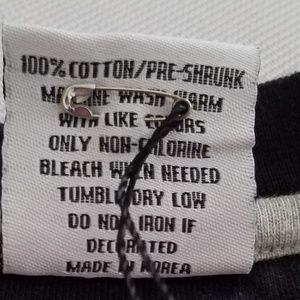 100% COTTON/PRE-SHRUNK
MACHINE WASH WARM
WITH LIKE COLORS
ONLY NON-CHLORINE
BLEACH WHEN NEEDED
TUMBLE DRY LOW
DO NOT IRON IF
DECORATED
MADE IN KOREA